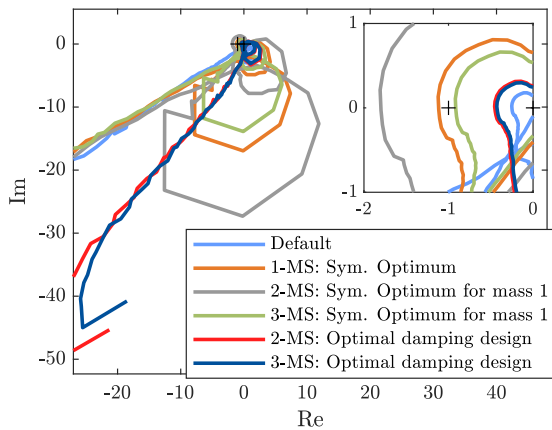 0
-10
-20
-30
-40
-50
Im
-20
-10
0
10
20
30
40
Re
1
0
-1
-2
-1
0
Default
1-MS: Sym. Optimum
2-MS: Sym. Optimum for mass 1
3-MS: Sym. Optimum for mass 1
2-MS: Optimal damping design
3-MS: Optimal damping design